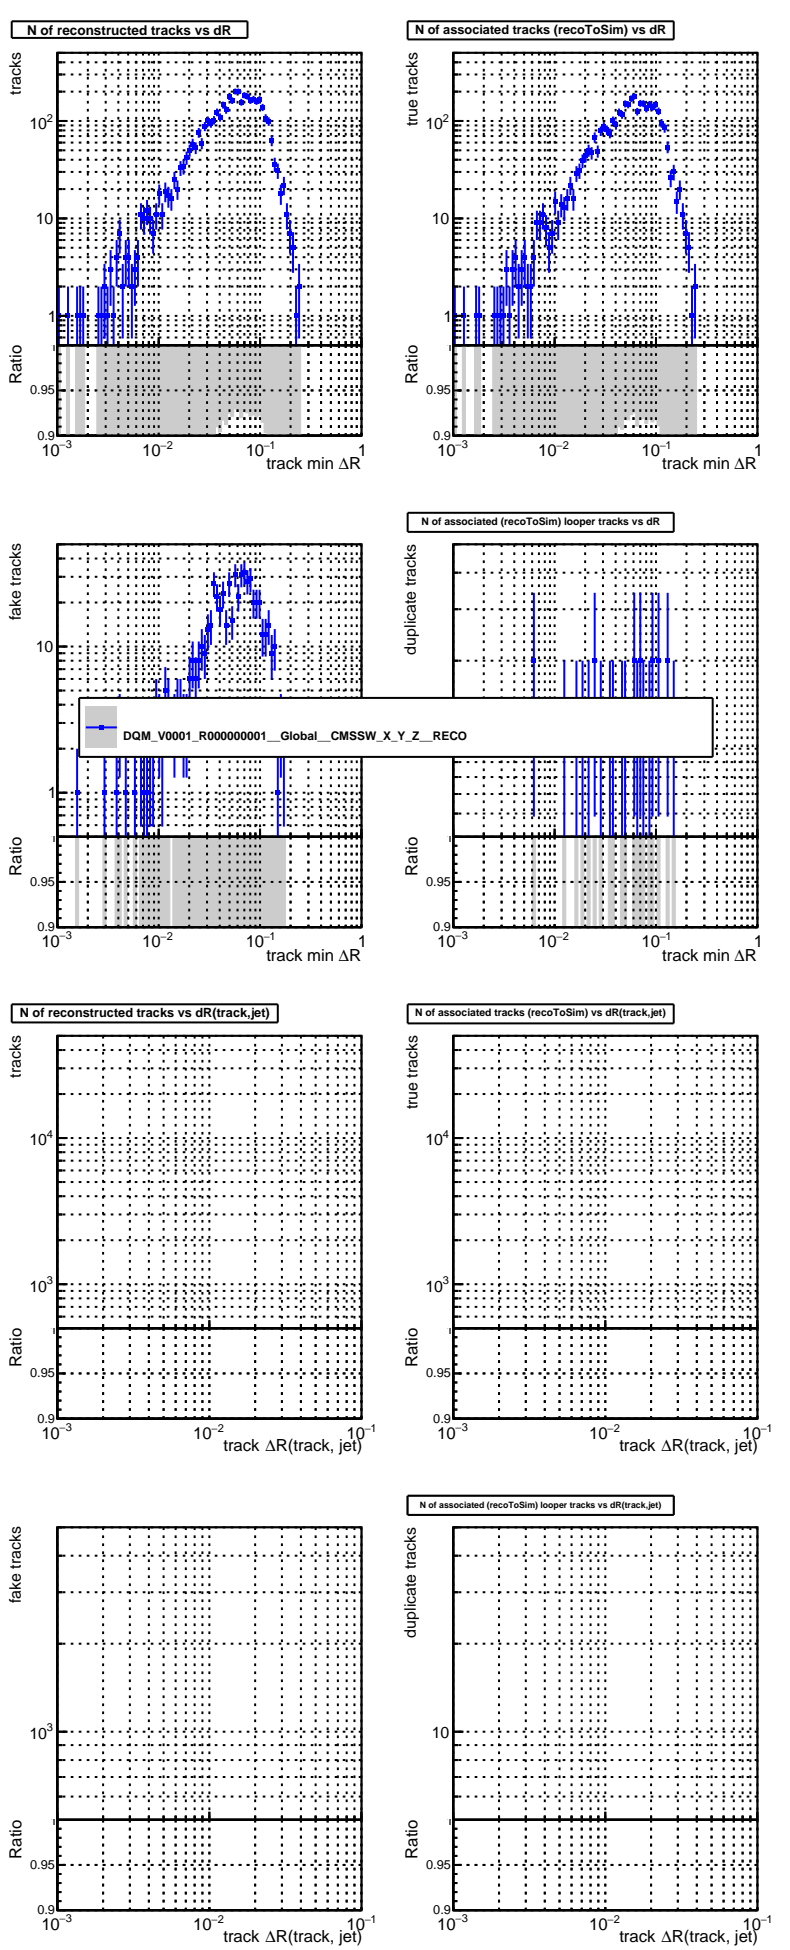 N of reconstructed tracks vs dR
tracks
10²
10
1
Ratio
0.95
0.9
10⁻³
10⁻²
10⁻¹
1
track min ΔR
N of associated tracks (recoToSim) vs dR
true tracks
10²
10
1
Ratio
0.95
0.9
10⁻³
10⁻²
10⁻¹
1
track min ΔR
fake tracks
10
1
Ratio
0.95
0.9
10⁻³
10⁻²
10⁻¹
1
track min ΔR
N of associated (recoToSim) looper tracks vs dR
duplicate tracks
Ratio
0.95
0.9
10⁻³
10⁻²
10⁻¹
1
track min ΔR
DQM_V0001_R000000001__Global__CMSSW_X_Y_Z__RECO
N of reconstructed tracks vs dR(track,jet)
tracks
10⁴
10³
Ratio
0.95
0.9
10⁻³
10⁻²
10⁻¹
track ΔR(track, jet)
N of associated tracks (recoToSim) vs dR(track,jet)
true tracks
10⁴
10³
Ratio
0.95
0.9
10⁻³
10⁻²
10⁻¹
track ΔR(track, jet)
fake tracks
10³
Ratio
0.95
0.9
10⁻³
10⁻²
10⁻¹
track ΔR(track, jet)
N of associated (recoToSim) looper tracks vs dR(track,jet)
duplicate tracks
10
Ratio
0.95
0.9
10⁻³
10⁻²
10⁻¹
track ΔR(track, jet)